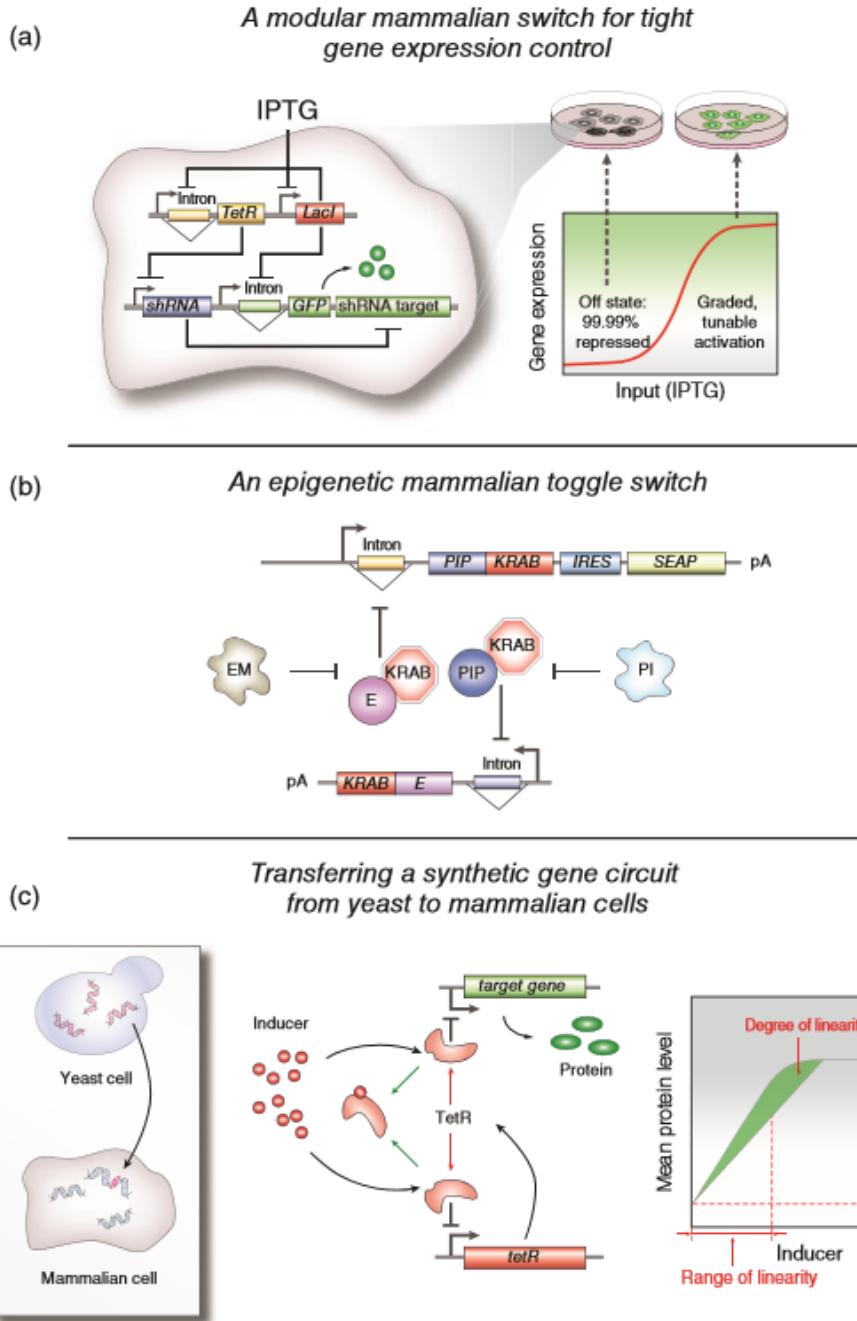 (a)
A modular mammalian switch for tight
gene expression control
IPTG
Intron
TetR
LacI
Intron
shRNA
GFP
shRNA target
Gene expression
Off state:
99.99%
repressed
Graded,
tunable
activation
Input (IPTG)
(b)
An epigenetic mammalian toggle switch
Intron
PIP
KRAB
IRES
SEAP
pA
EM
E
KRAB
PIP
KRAB
PI
pA
KRAB
E
Intron
(c)
Transferring a synthetic gene circuit
from yeast to mammalian cells
Yeast cell
Mammalian cell
Inducer
target gene
Protein
TetR
tetR
Mean protein level
Degree of linearity
Inducer
Range of linearity